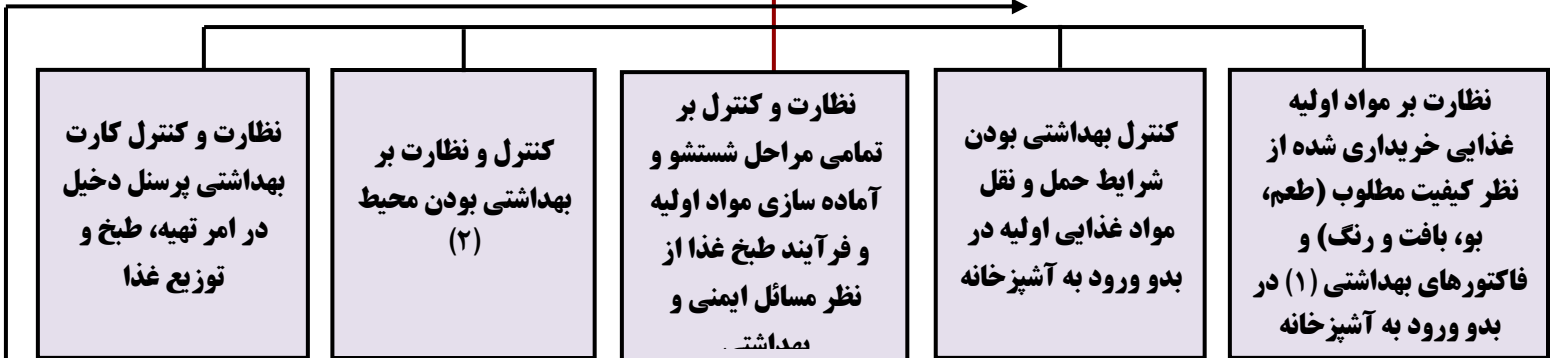 نظارت بر مواد اولیه
غذایی خریداری شده از
نظر کیفیت مطلوب (طعم،
بو، بافت و رنگ) و
فاکتورهای بهداشتی (۱) در
بدو ورود به آشپزخانه
کنترل بهداشتی بودن
شرایط حمل و نقل
مواد غذایی اولیه در
بدو ورود به آشپزخانه
نظارت و کنترل بر
تمامی مراحل شستشو و
آماده سازی مواد اولیه
و فرآیند طبخ غذا از
نظر مسائل ایمنی و
بهداشتی
کنترل و نظارت بر
بهداشتی بودن محیط
(۲)
نظارت و کنترل کارت
بهداشتی پرسنل دخیل
در امر تهیه، طبخ و
توزیع غذا